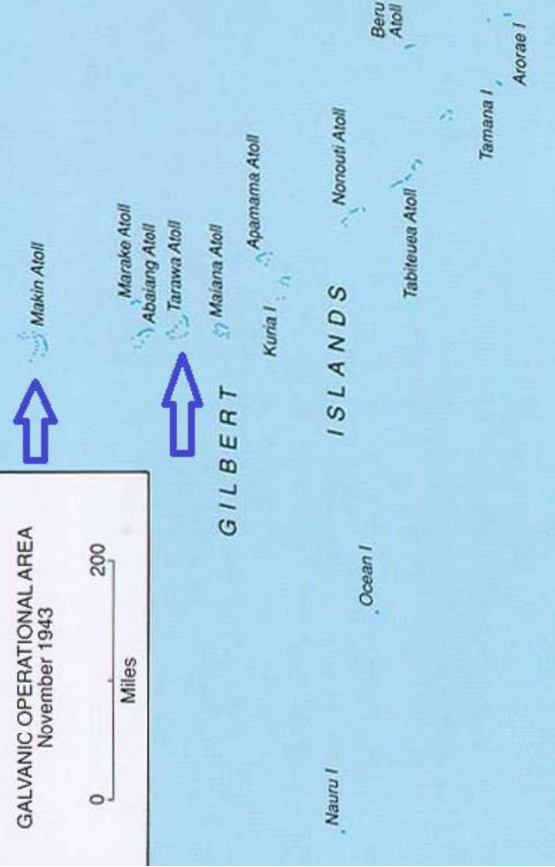 GALVANIC OPERATIONAL AREA
November 1943
0
200
Miles
Makin Atoll
Marake Atoll
Abaiang Atoll
Tarawa Atoll
Maiana Atoll
GILBERT
Apamama Atoll
Kuria I
ISLANDS
Nonouti Atoll
Beru
Atoll
Tabiteuea Atoll
Tamana I
Arorae I
Ocean I
Nauru I